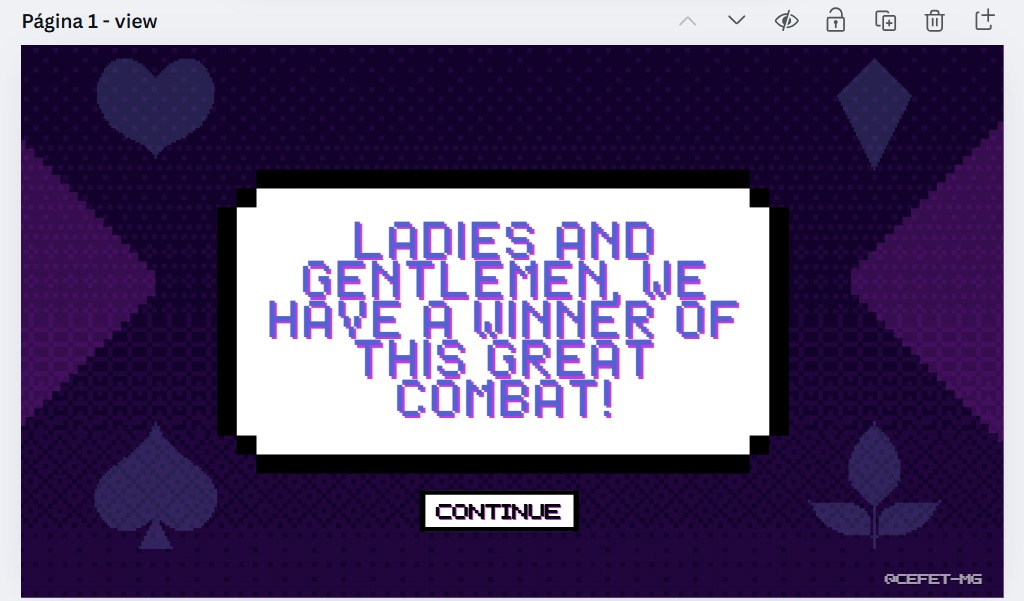 Página 1 - view
LADIES AND
GENTLEMEN, WE
HAVE A WINNER OF
THIS GREAT
COMBAT!
CONTINUE
@CEFET-MG